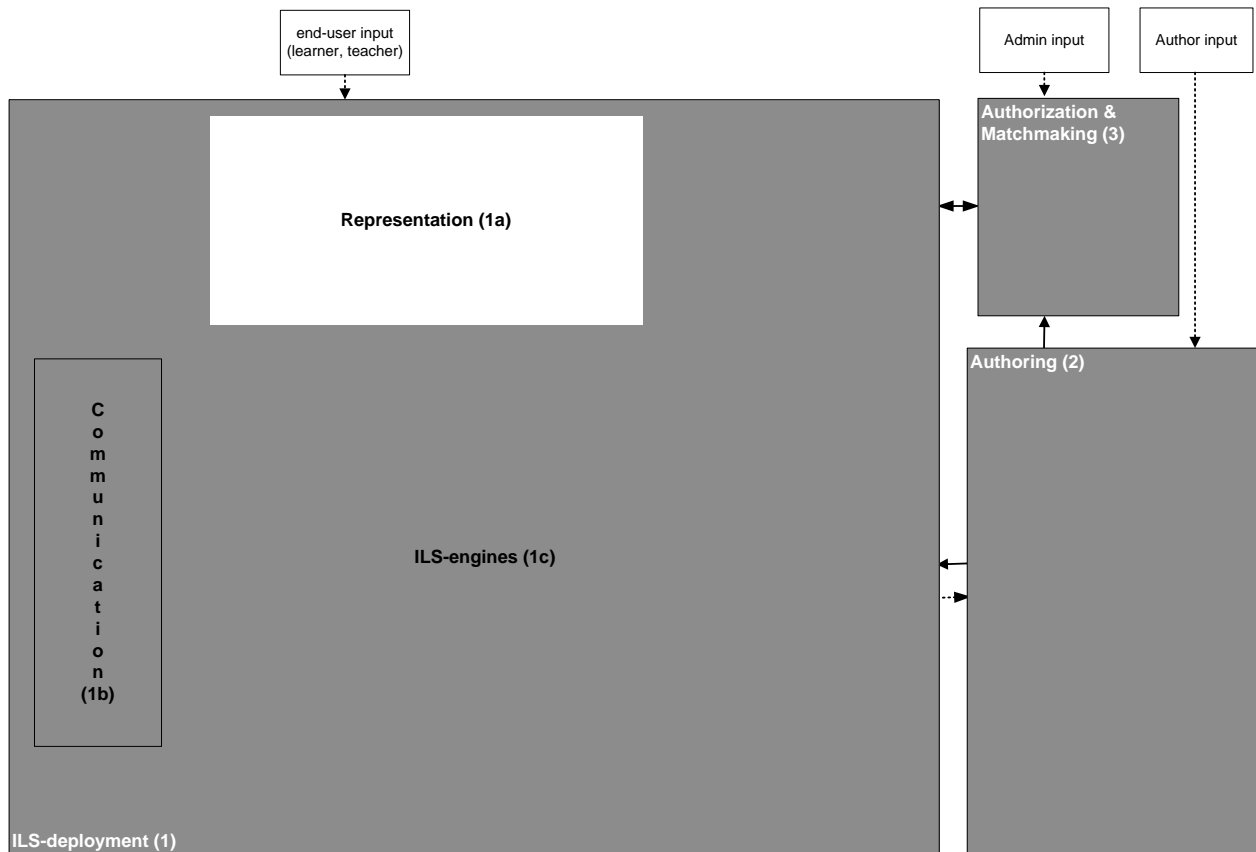 end-user input
(learner, teacher)
Admin input
Author input
Authorization &
Matchmaking (3)
Representation (1a)
Authoring (2)
Communication
(1b)
ILS-engines (1c)
ILS-deployment (1)